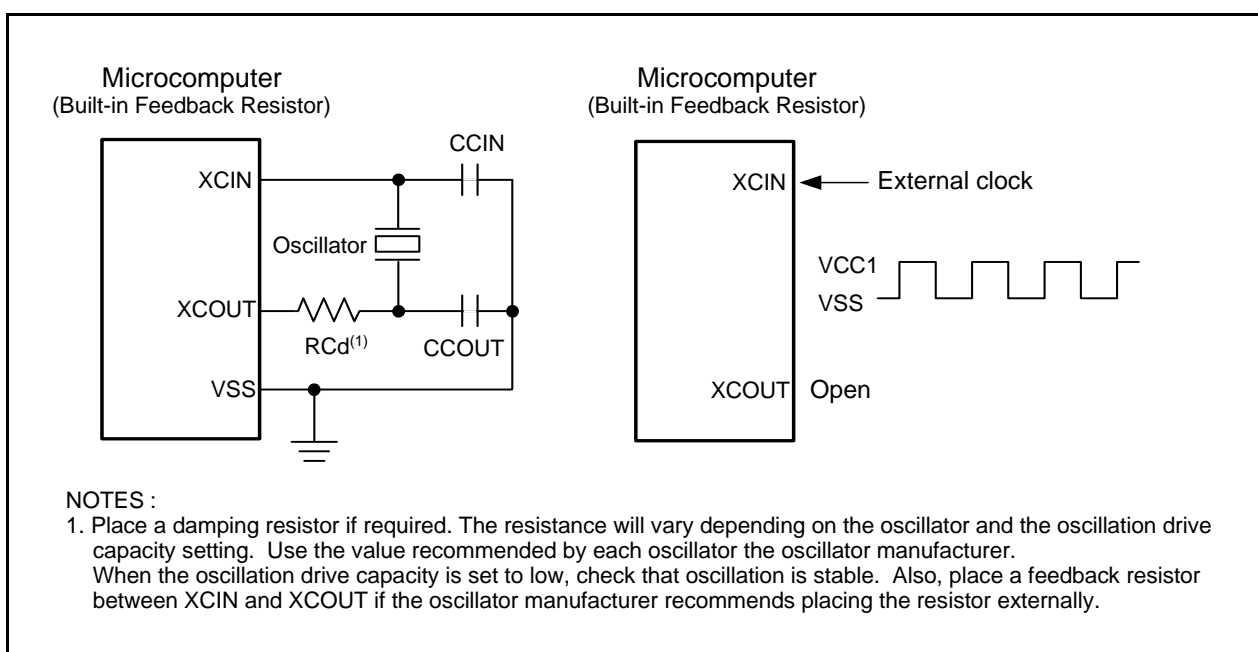 Microcomputer
(Built-in Feedback Resistor)
XCIN
CCIN
Oscillator
XCOUT
RCd(1)
CCOUT
VSS
Microcomputer
(Built-in Feedback Resistor)
XCIN
External clock
VCC1
VSS
XCOUT
Open
NOTES :
1. Place a damping resistor if required. The resistance will vary depending on the oscillator and the oscillation drive
capacity setting. Use the value recommended by each oscillator the oscillator manufacturer.
When the oscillation drive capacity is set to low, check that oscillation is stable. Also, place a feedback resistor
between XCIN and XCOUT if the oscillator manufacturer recommends placing the resistor externally.